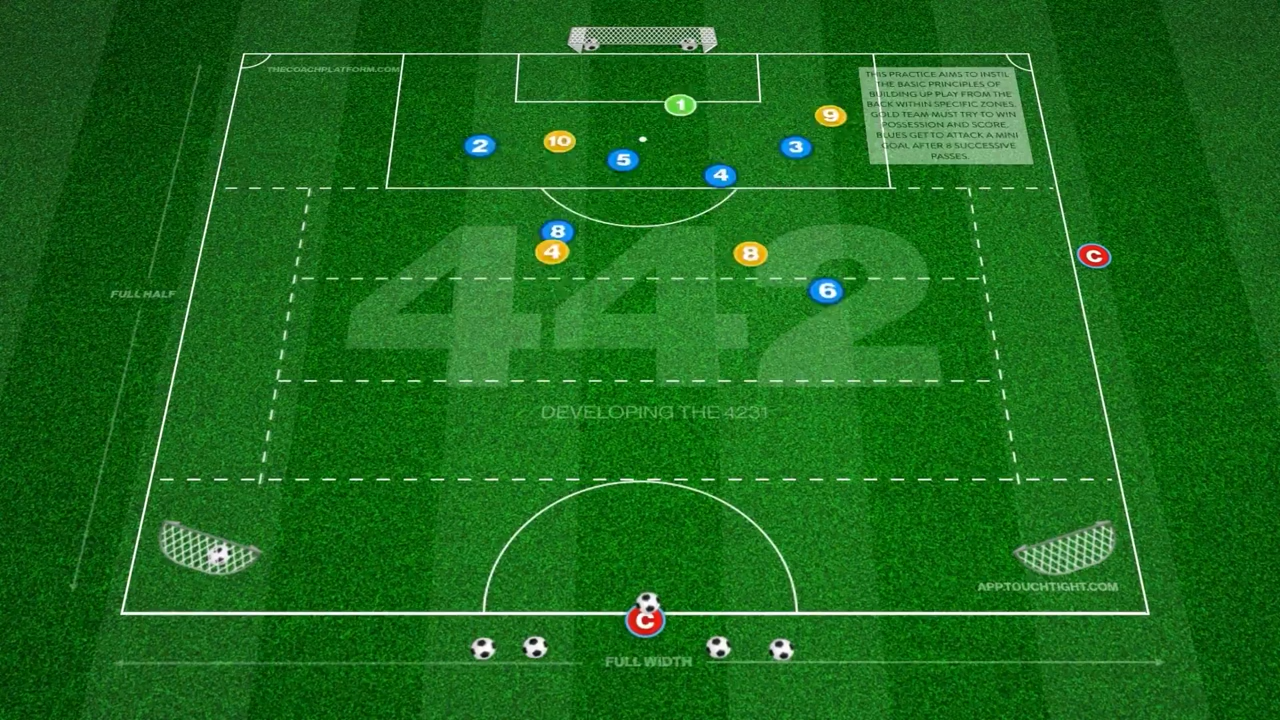 THECOACHPLATFORM.COM
THIS PRACTICE AIMS TO INSTIL
THE BASIC PRINCIPLES OF
BUILDING UP PLAY FROM THE
BACK WITHIN SPECIFIC ZONES.
GOLD TEAM MUST TRY TO WIN
POSSESSION AND SCORE.
BLUES GET TO ATTACK A MINI
GOAL AFTER 8 SUCCESSIVE
PASSES.
1
9
2
10
5
3
4
8
4
8
C
6
FULL HALF
442
DEVELOPING THE 4231
APP.TOUCHTIGHT.COM
C
FULL WIDTH